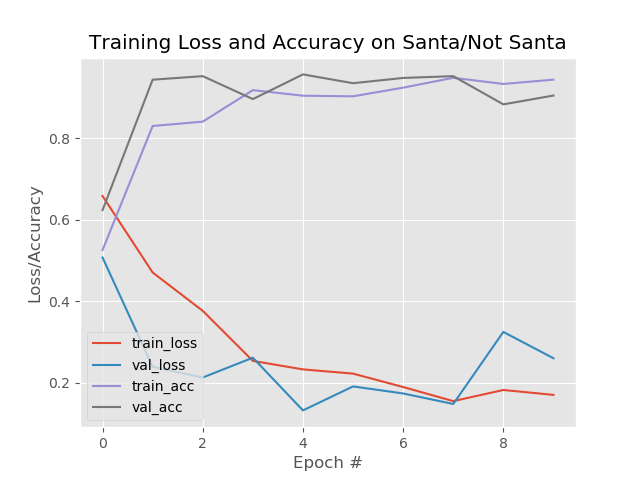 Training Loss and Accuracy on Santa/Not Santa
Loss/Accuracy
0.8
0.6
0.4
0.2
train_loss
val_loss
train_acc
val_acc
0 2 4 6 8
Epoch #